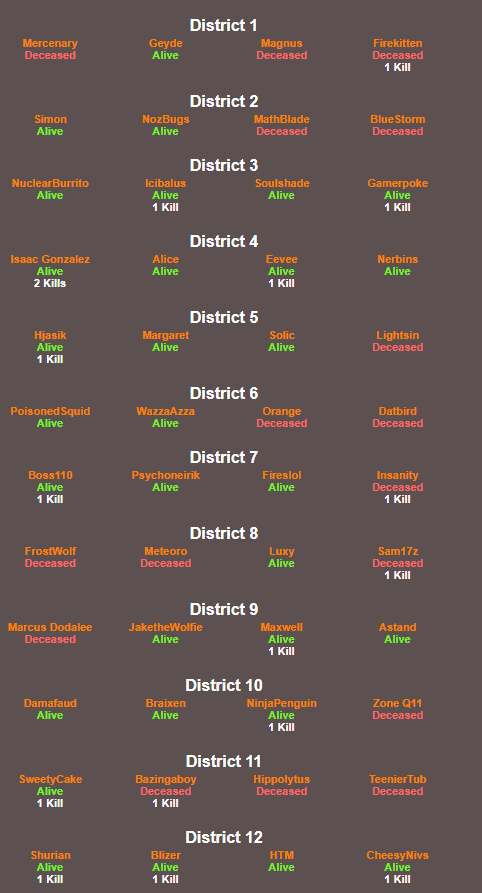 District 1
Mercenary Geyde Magnus Firekitten
Deceased Alive Deceased Deceased
1 Kill
District 2
Simon NozBugs MathBlade BlueStorm
Alive Alive Deceased Deceased
District 3
NuclearBurrito Icibalus Soulshade Gamerpoke
Alive Alive Alive Alive
1 Kill 1 Kill
District 4
Isaac Gonzalez Alice Eevee Nerbins
Alive Alive Alive Alive
2 Kills 1 Kill
District 5
Hjasik Margaret Solic Lightsin
Alive Alive Alive Deceased
1 Kill
District 6
PoisonedSquid WazzaAzza Orange Datbird
Alive Alive Deceased Deceased
District 7
Boss110 Psychoneirik Fireslol Insanity
Alive Alive Alive Deceased
1 Kill 1 Kill
District 8
FrostWolf Meteoro Luxy Sam17z
Deceased Deceased Alive Deceased
1 Kill
District 9
Marcus Dodalee JaketheWolfie Maxwell Astand
Deceased Alive Alive Alive
1 Kill
District 10
Damafaud Braixen NinjaPenguin Zone Q11
Alive Alive Alive Deceased
1 Kill
District 11
SweetyCake Bazingaboy Hippolytus TeenierTub
Alive Deceased Deceased Deceased
1 Kill 1 Kill
District 12
Shurian Blizer HTM CheesyNivs
Alive Alive Alive Alive
1 Kill 1 Kill 1 Kill